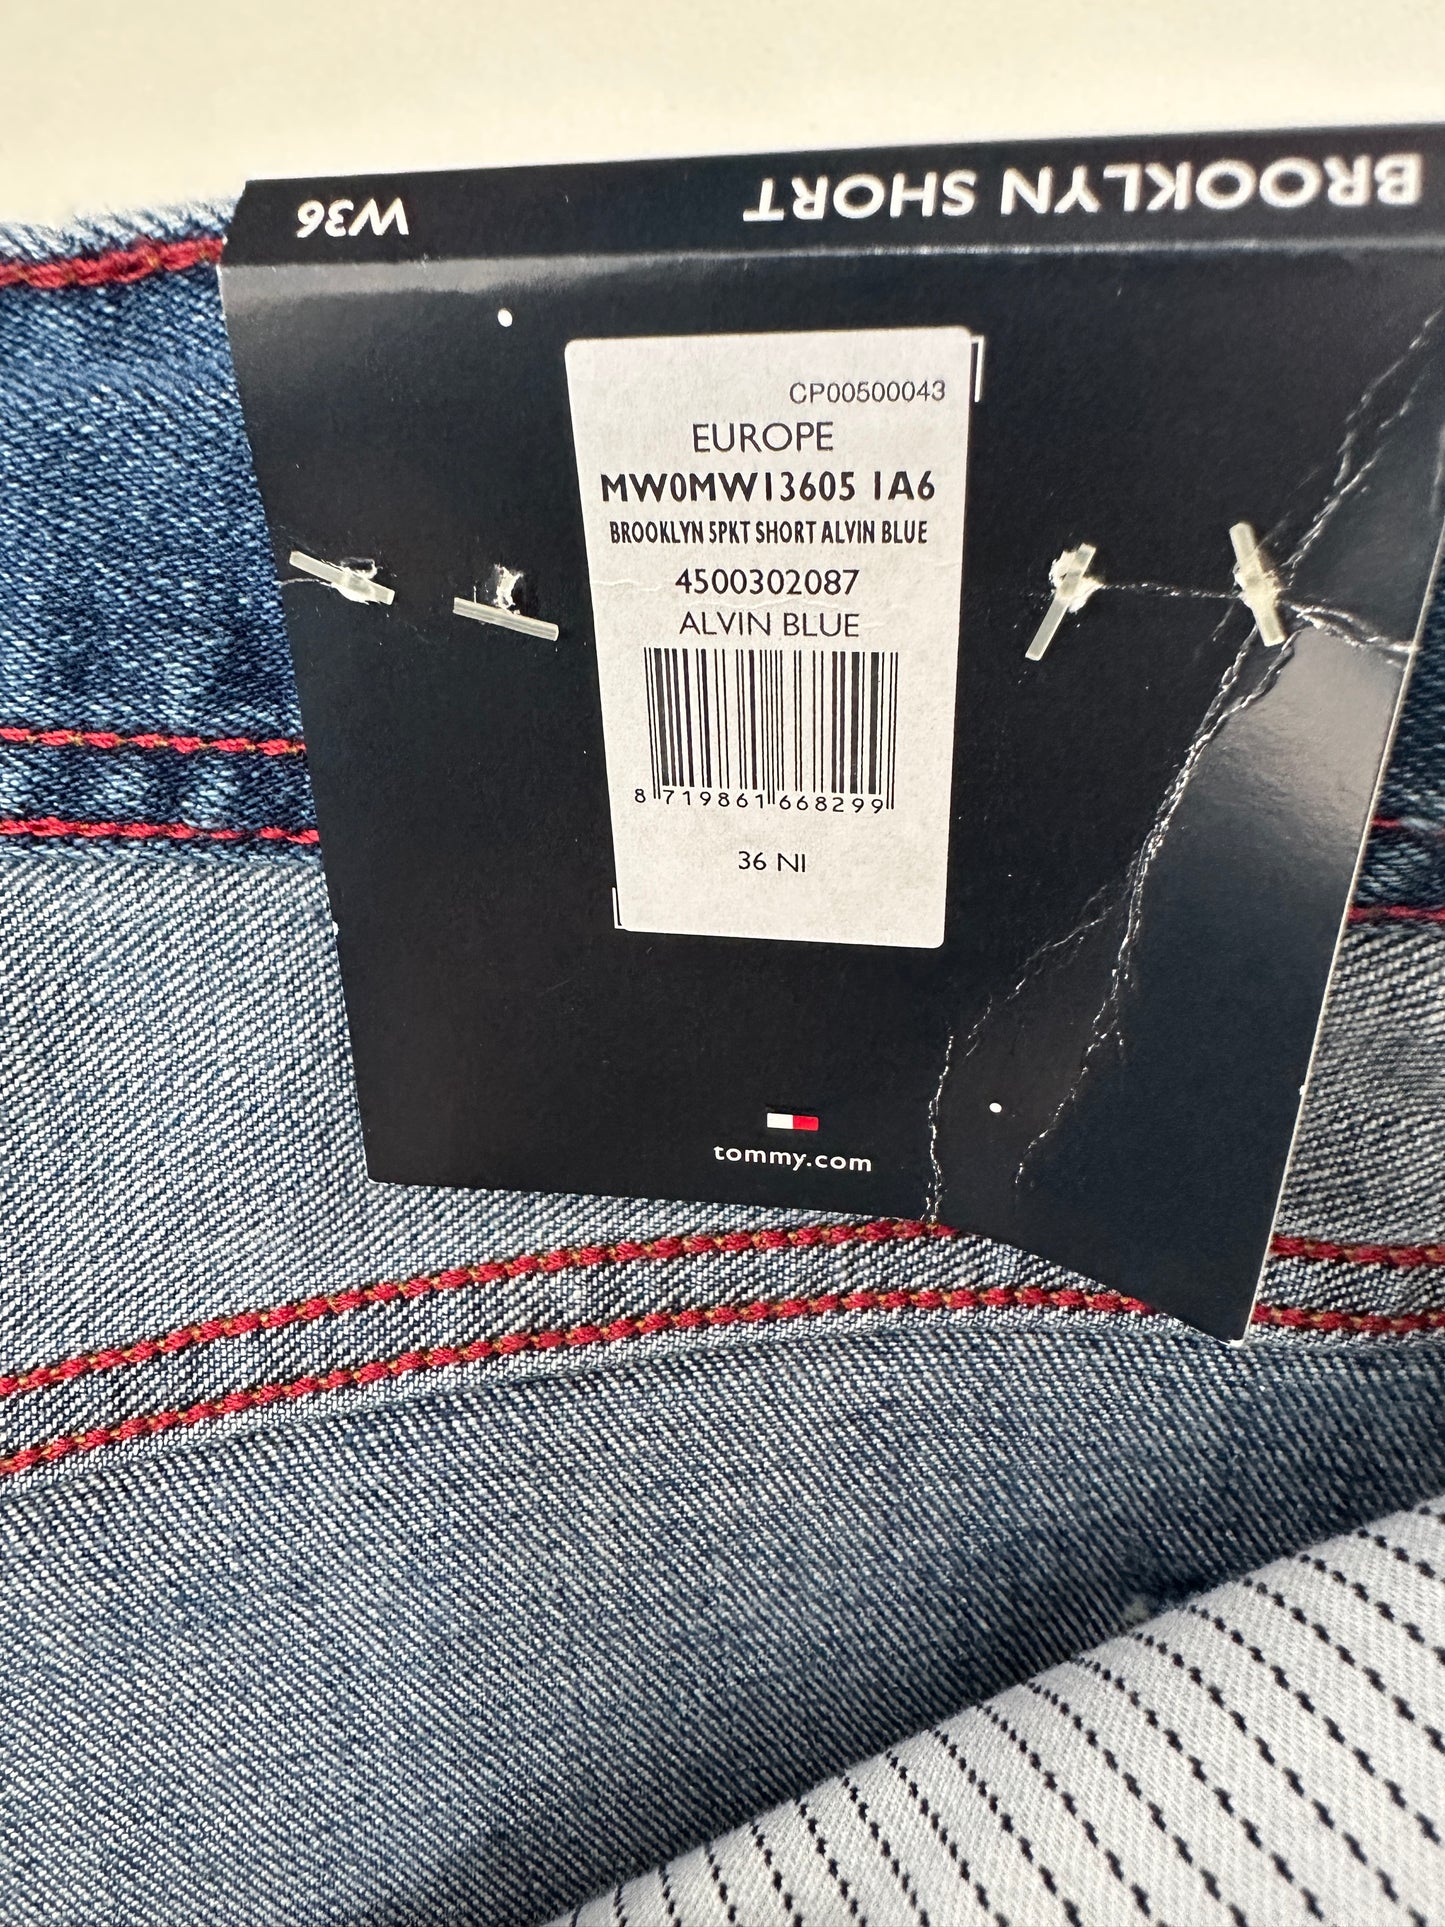 BROOKLYN SHORT
W36
CP00500043
EUROPE
MW0MW13605 1A6
BROOKLYN 5PKT SHORT ALVIN BLUE
4500302087
ALVIN BLUE
8 719861 668299
36 NI
tommy.com